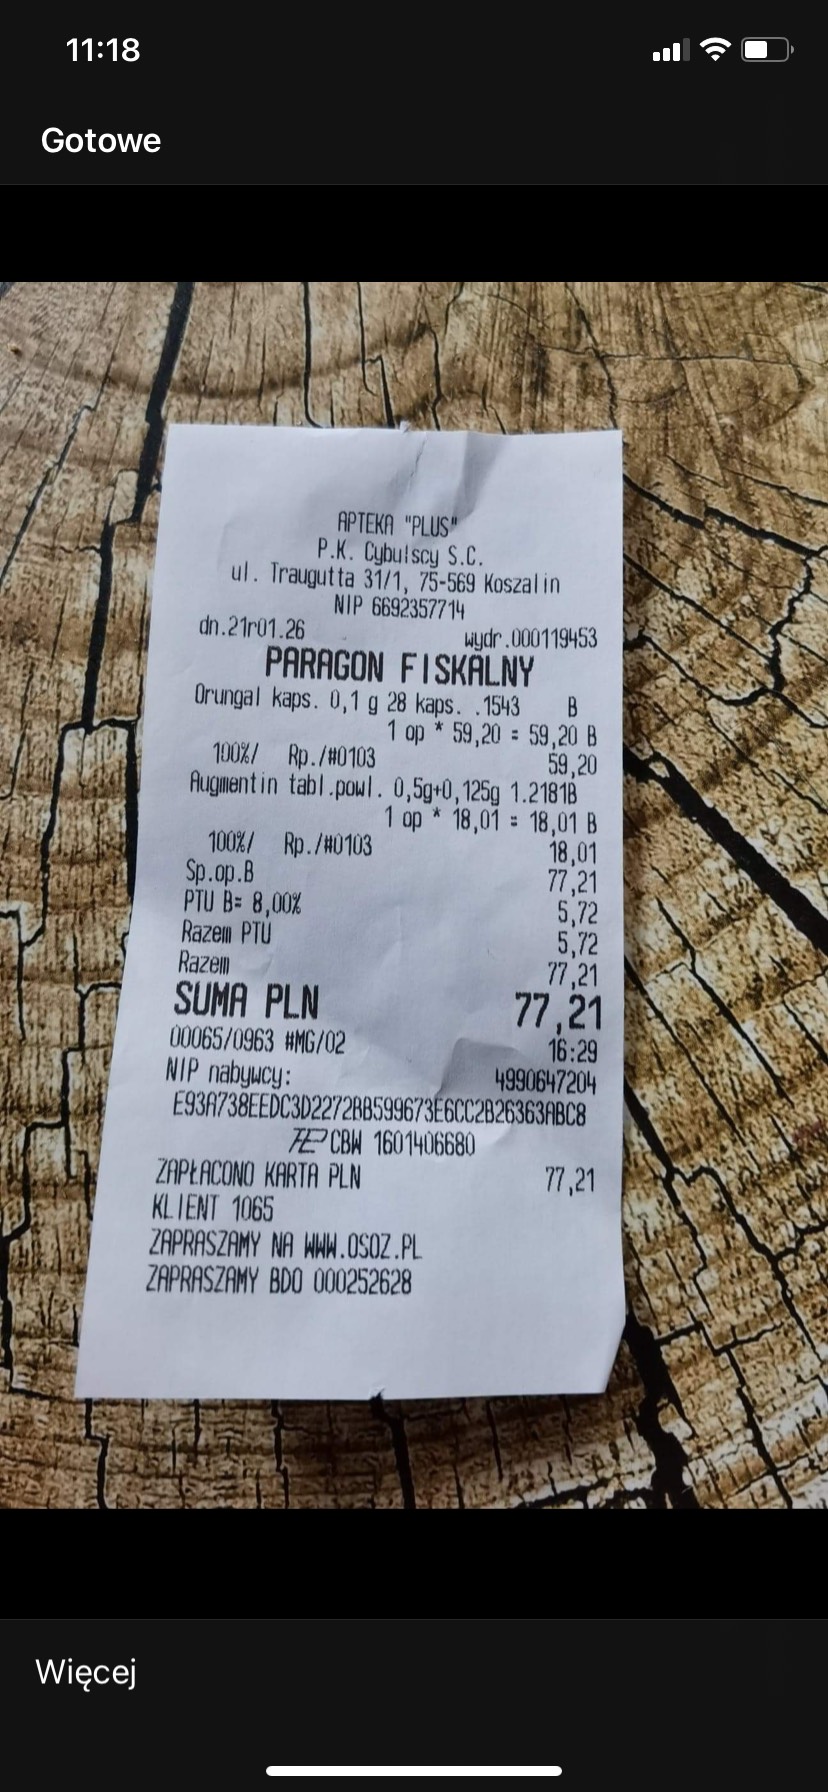 11:18
Gotowe
APTEKA "PLUS"
P.K. Cybulscy S.C.
ul. Traugutta 31/1, 75-569 Koszalin
NIP 6692357714
dn.21r01.26 wydr.000119453
PARAGON FISKALNY
Orungal kaps. 0,1 g 28 kaps. .1543 B
1 op * 59,20 = 59,20 B
100%/ Rp./#0103 59,20
Augmentin tabl.powl. 0,5g+0,125g 1.2181B
1 op * 18,01 = 18,01 B
100%/ Rp./#0103 18,01
Sp.op.B 77,21
PTU B= 8,00% 5,72
Razem PTU 5,72
Razem 77,21
SUMA PLN 77,21
00065/0963 #MG/02 16:29
NIP nabywcy: 4990647204
E93A738EEDC3D2272BB599673E6CC2B26363ABC8
CBW 1601406680
ZAPŁACONO KARTA PLN 77,21
KLIENT 1065
ZAPRASZAMY NA WWW.OSOZ.PL
ZAPRASZAMY BDO 000252628
Więcej